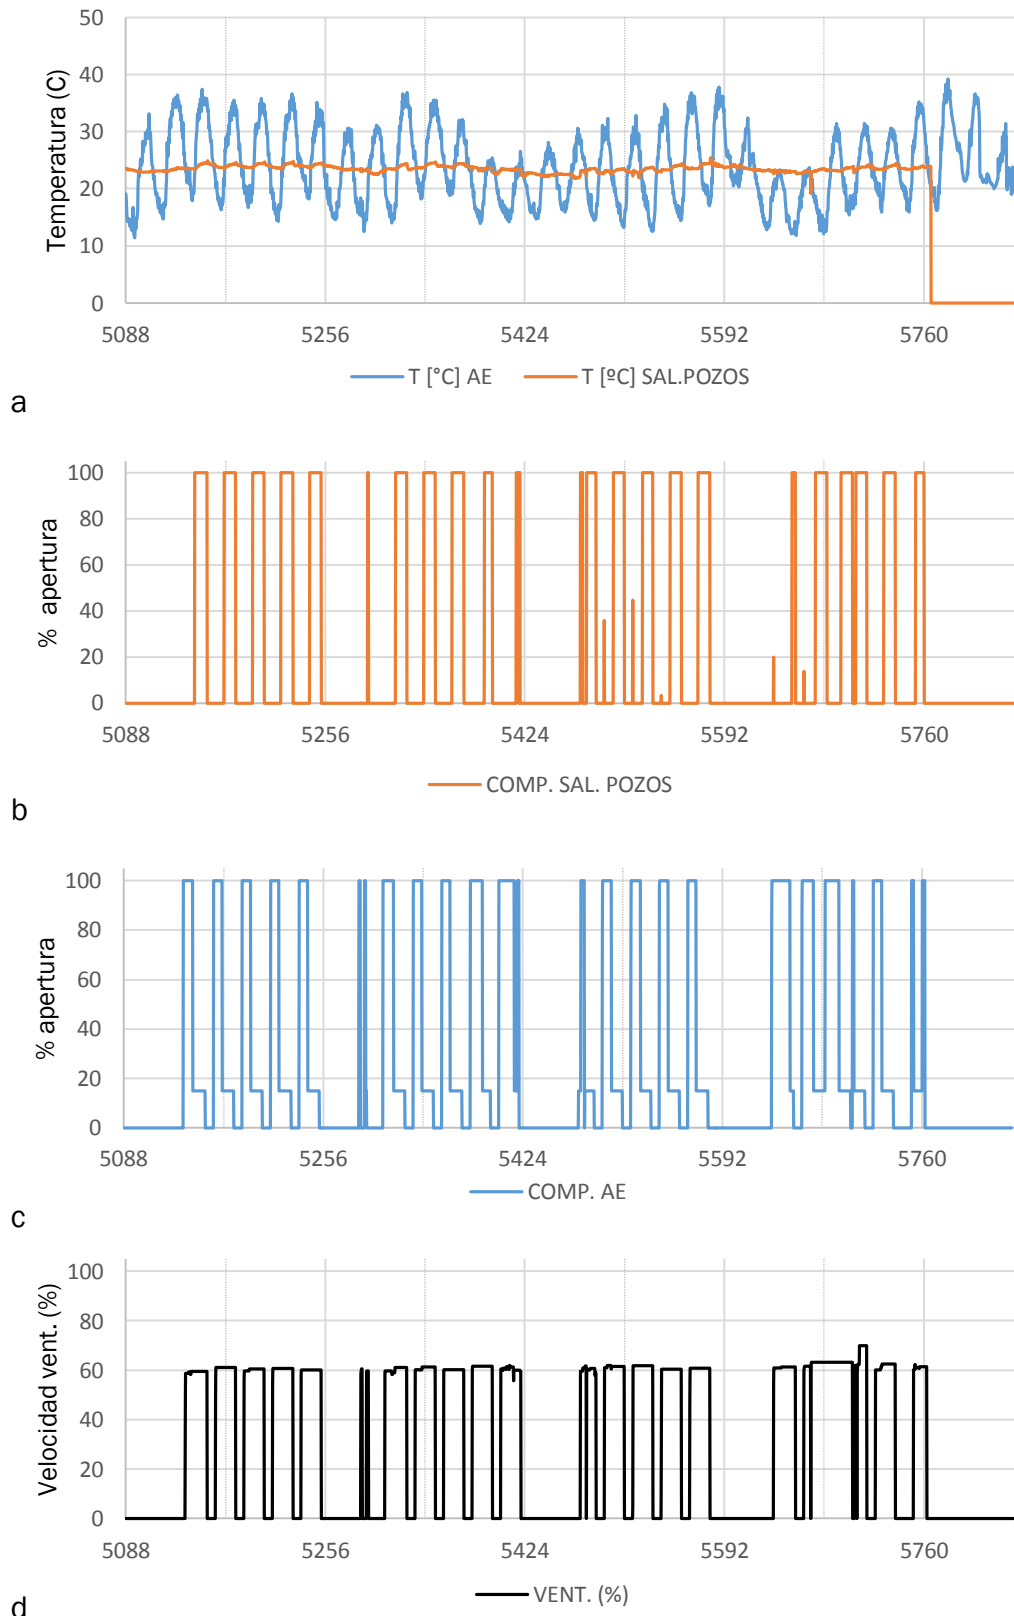 50
40
30
20
10
0
Temperatura (C)
5088 5256 5424 5592 5760
T [°C] AE T [ºC] SAL.POZOS
a
100
80
60
40
20
0
% apertura
5088 5256 5424 5592 5760
COMP. SAL. POZOS
b
100
80
60
40
20
0
% apertura
5088 5256 5424 5592 5760
COMP. AE
c
100
80
60
40
20
0
Velocidad vent. (%)
5088 5256 5424 5592 5760
VENT. (%)
d